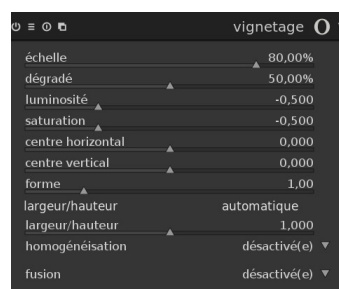 vignetage
échelle 80,00%
dégradé 50,00%
luminosité -0,500
saturation -0,500
centre horizontal 0,000
centre vertical 0,000
forme 1,00
largeur/hauteur automatique
largeur/hauteur 1,000
homogénéisation désactivé(e)
fusion désactivé(e)